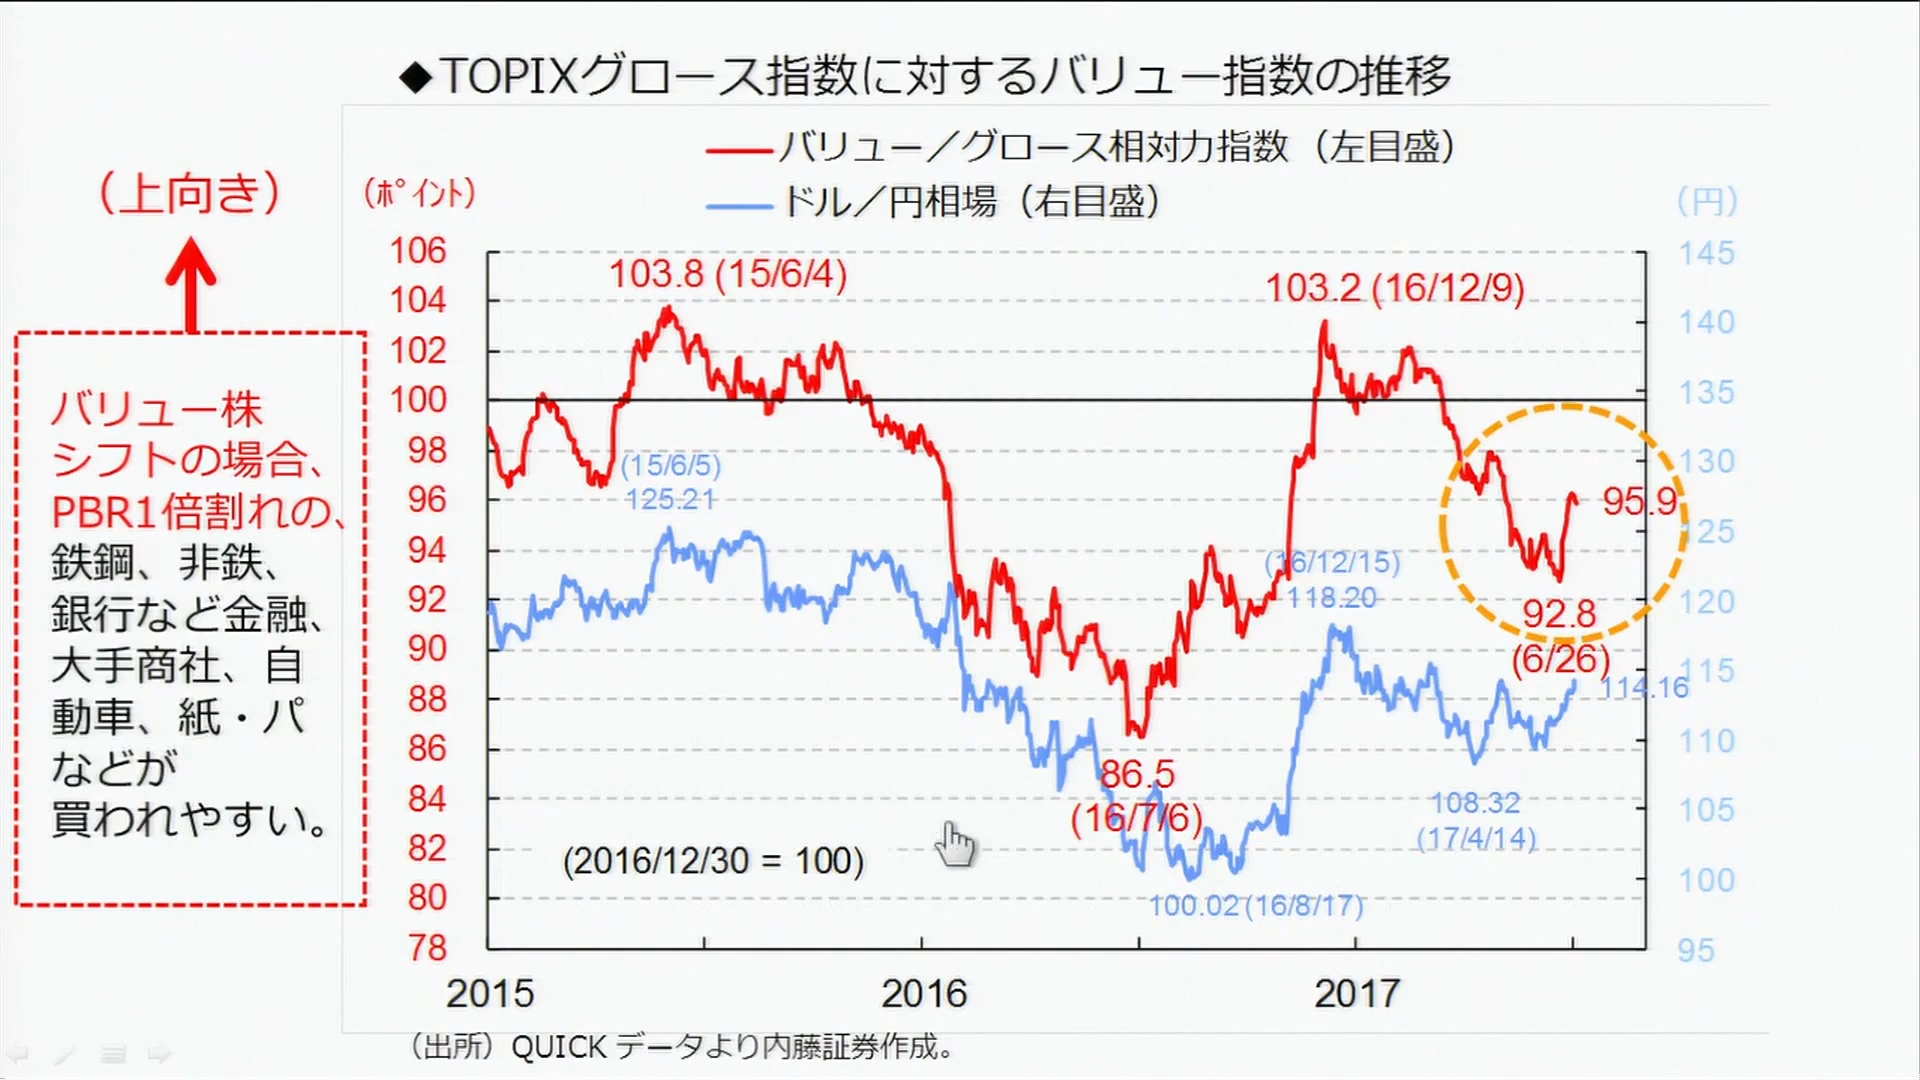 ◆TOPIXグロース指数に対するバリュー指数の推移
バリュー／グロース相対力指数（左目盛）
ドル／円相場（右目盛）
（上向き）
（ﾎﾟｲﾝﾄ）
（円）
106
104
102
100
98
96
94
92
90
88
86
84
82
80
78
145
140
135
130
125
120
115
110
105
100
95
103.8 (15/6/4)
103.2 (16/12/9)
(15/6/5)
125.21
(16/12/15)
118.20
95.9
92.8
(6/26)
114.16
86.5
(16/7/6)
108.32
(17/4/14)
100.02 (16/8/17)
(2016/12/30 = 100)
バリュー株
シフトの場合、
PBR1倍割れの、
鉄鋼、非鉄、
銀行など金融、
大手商社、自
動車、紙・パ
などが
買われやすい。
2015
2016
2017
（出所）QUICK データより内藤証券作成。